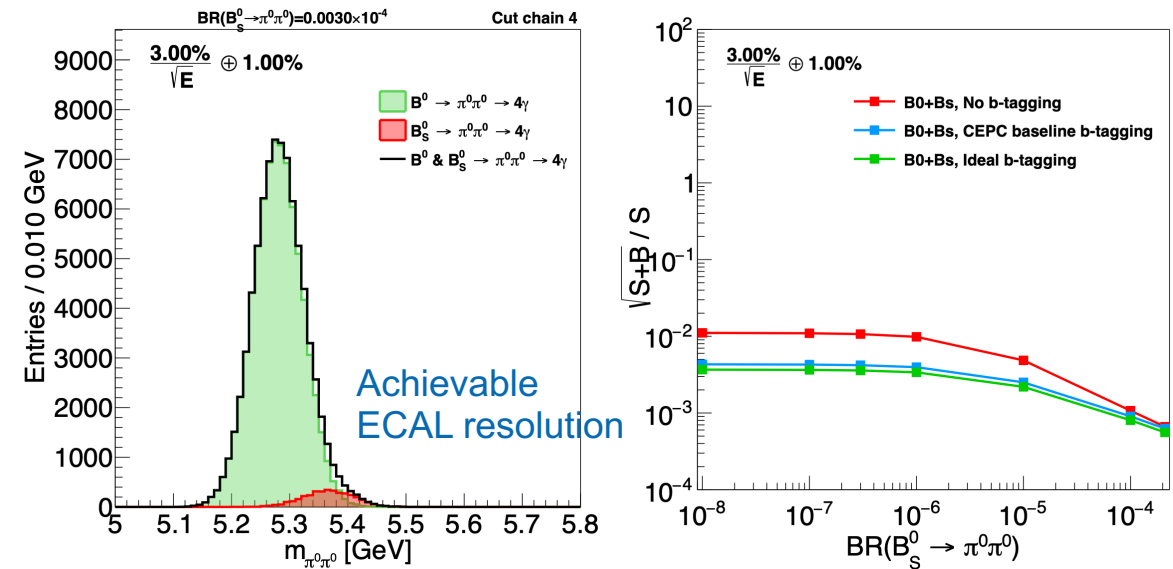 BR(B⁰_S→π⁰π⁰)=0.0030×10⁻⁴
Cut chain 4
3.00%/√E ⊕ 1.00%
B⁰ → π⁰π⁰ → 4γ
B⁰_S → π⁰π⁰ → 4γ
B⁰ & B⁰_S → π⁰π⁰ → 4γ
Achievable
ECAL resolution
Entries / 0.010 GeV
9000
8000
7000
6000
5000
4000
3000
2000
1000
0
5 5.1 5.2 5.3 5.4 5.5 5.6 5.7 5.8
m_π⁰π⁰ [GeV]
3.00%/√E ⊕ 1.00%
B0+Bs, No b-tagging
B0+Bs, CEPC baseline b-tagging
B0+Bs, Ideal b-tagging
√S+B / S
10²
10
1
10⁻¹
10⁻²
10⁻³
10⁻⁴
10⁻⁸ 10⁻⁷ 10⁻⁶ 10⁻⁵ 10⁻⁴
BR(B⁰_S → π⁰π⁰)